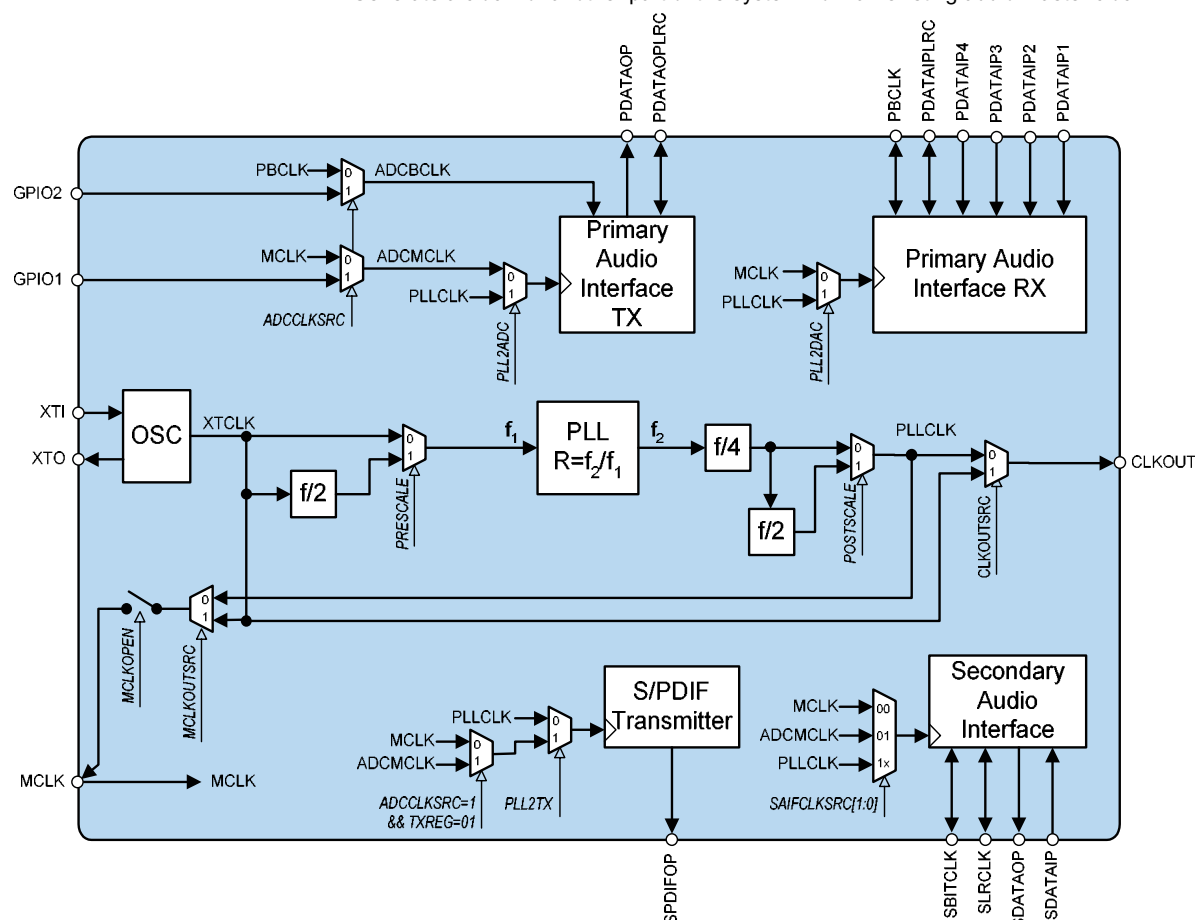 PDATAOP
PDATAOPLRC
PBCLK
PDATAIPLRC
PDATAIP4
PDATAIP3
PDATAIP2
PDATAIP1
GPIO2
PBCLK
0
1
ADCBCLK
GPIO1
MCLK
0
1
ADCMCLK
ADCCLKSRC
PLLCLK
0
1
PLL2ADC
Primary
Audio
Interface
TX
MCLK
PLLCLK
0
1
PLL2DAC
Primary Audio
Interface RX
XTI
XTO
OSC
XTCLK
f/2
0
1
PRESCALE
f1
PLL
R=f2/f1
f2
f/4
f/2
0
1
POSTSCALE
PLLCLK
0
1
CLKOUTSRC
CLKOUT
MCLKOPEN
0
1
MCLKOUTSRC
MCLK
MCLK
PLLCLK
MCLK
ADCMCLK
0
1
0
1
ADCCLKSRC=1
&& TXREG=01
PLL2TX
S/PDIF
Transmitter
SPDIFOP
MCLK
ADCMCLK
PLLCLK
00
01
1x
SAIFCLKSRC[1:0]
Secondary
Audio
Interface
SBITCLK
SLRCLK
SDATAOP
SDATAIP